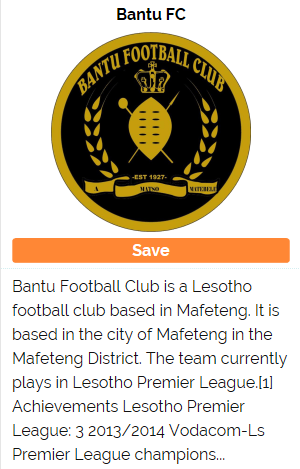 Bantu FC
BANTU FOOTBALL CLUB
-EST 1927-
A MATSO MATEBELE
Save
Bantu Football Club is a Lesotho
football club based in Mafeteng. It is
based in the city of Mafeteng in the
Mafeteng District. The team currently
plays in Lesotho Premier League.[1]
Achievements Lesotho Premier
League: 3 2013/2014 Vodacom-Ls
Premier League champions...